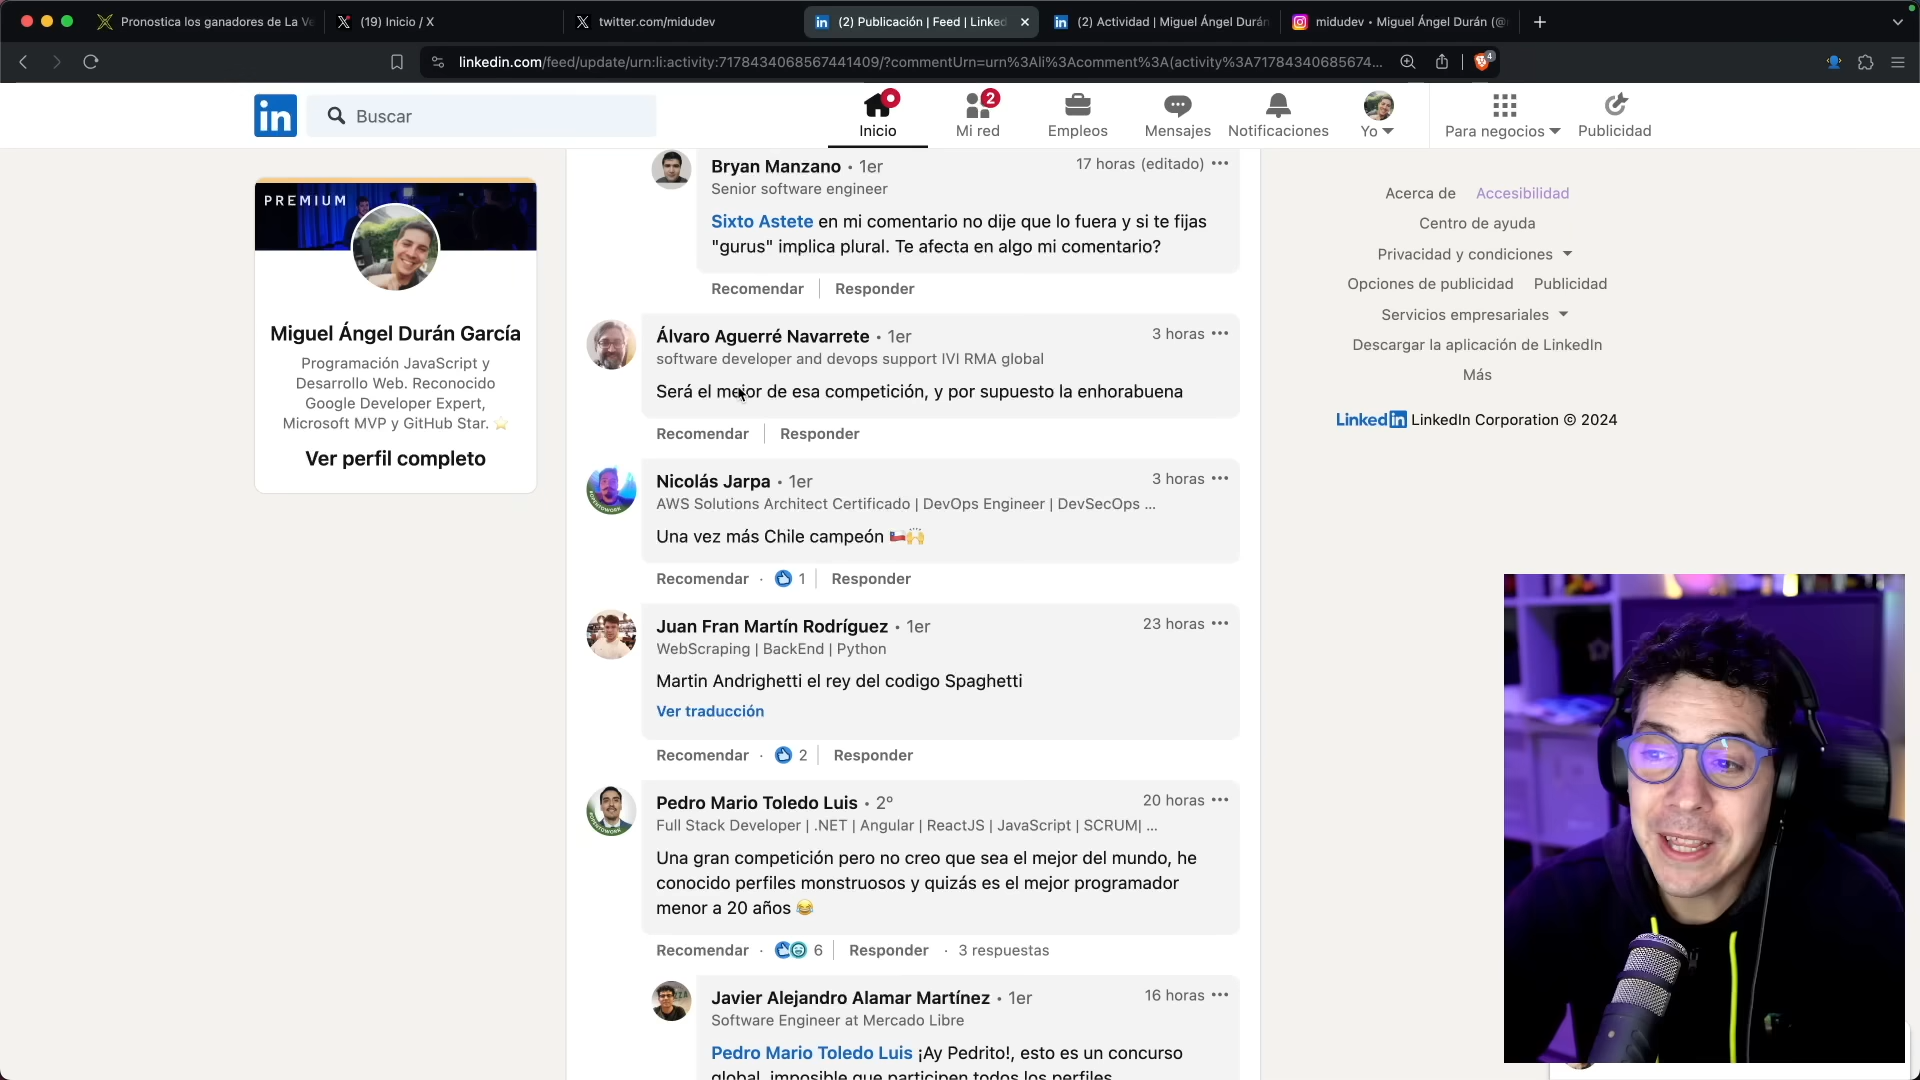 Pronostica los ganadores de La Ve
(19) Inicio / X
twitter.com/midudev
(2) Publicación | Feed | Linked
(2) Actividad | Miguel Ángel Durán
midudev • Miguel Ángel Durán (@
linkedin.com/feed/update/urn:li:activity:7178434068567441409/?commentUrn=urn%3Ali%3Acomment%3A(activity%3A71784340685674...
4
in
Buscar
Inicio
2
Mi red
Empleos
Mensajes
Notificaciones
Yo
Para negocios
Publicidad
PREMIUM
Miguel Ángel Durán García
Programación JavaScript y
Desarrollo Web. Reconocido
Google Developer Expert,
Microsoft MVP y GitHub Star. ⭐
Ver perfil completo
Bryan Manzano • 1er
17 horas (editado) •••
Senior software engineer
Sixto Astete en mi comentario no dije que lo fuera y si te fijas
"gurus" implica plural. Te afecta en algo mi comentario?
Recomendar | Responder
Álvaro Aguerré Navarrete • 1er
3 horas •••
software developer and devops support IVI RMA global
Será el mejor de esa competición, y por supuesto la enhorabuena
Recomendar | Responder
Nicolás Jarpa • 1er
3 horas •••
AWS Solutions Architect Certificado | DevOps Engineer | DevSecOps ...
Una vez más Chile campeón 🇨🇱🙌
Recomendar · 1 | Responder
Juan Fran Martín Rodríguez • 1er
23 horas •••
WebScraping | BackEnd | Python
Martin Andrighetti el rey del codigo Spaghetti
Ver traducción
Recomendar · 2 | Responder
Pedro Mario Toledo Luis • 2º
20 horas •••
Full Stack Developer | .NET | Angular | ReactJS | JavaScript | SCRUM| ...
Una gran competición pero no creo que sea el mejor del mundo, he
conocido perfiles monstruosos y quizás es el mejor programador
menor a 20 años 😂
Recomendar · 6 | Responder · 3 respuestas
Javier Alejandro Alamar Martínez • 1er
16 horas •••
Software Engineer at Mercado Libre
Pedro Mario Toledo Luis ¡Ay Pedrito!, esto es un concurso
global, imposible que participen todos los perfiles
Acerca de Accesibilidad
Centro de ayuda
Privacidad y condiciones
Opciones de publicidad Publicidad
Servicios empresariales
Descargar la aplicación de LinkedIn
Más
LinkedIn LinkedIn Corporation © 2024